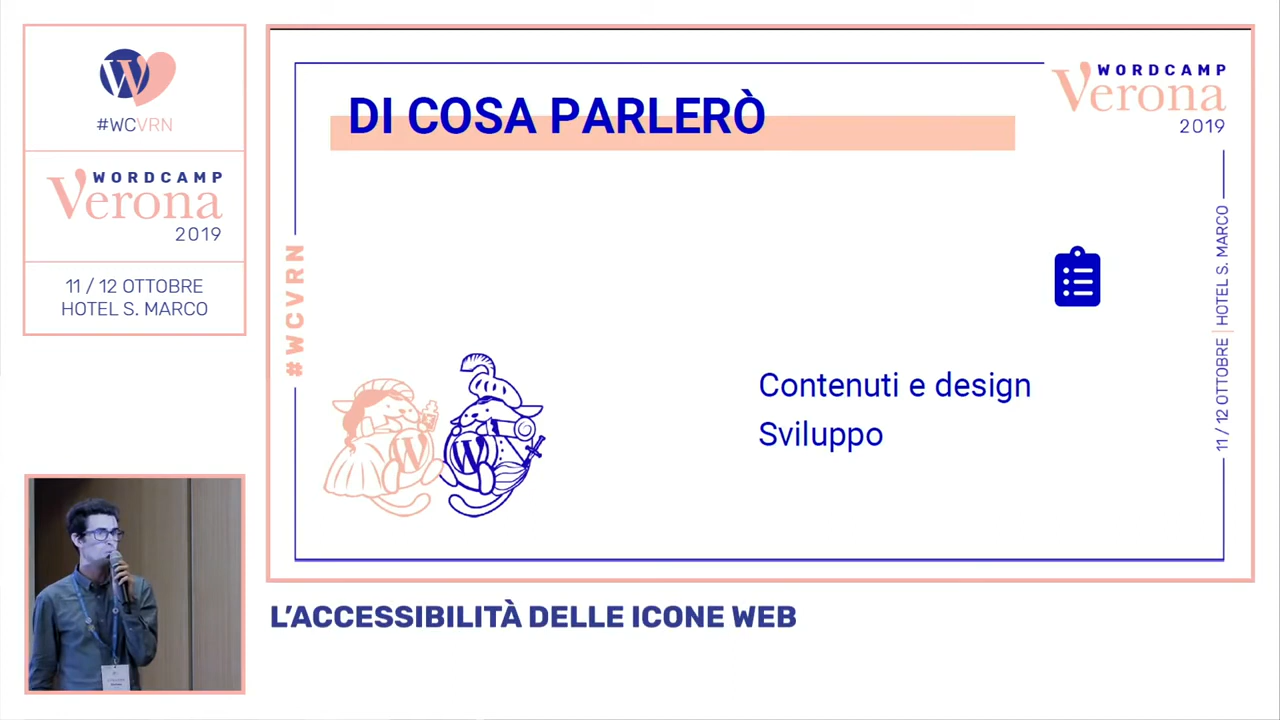 #WCVRN
WORDCAMP
Verona
2019
11 / 12 OTTOBRE
HOTEL S. MARCO
DI COSA PARLERÒ
WORDCAMP
Verona
2019
#WCVRN
11 / 12 OTTOBRE | HOTEL S. MARCO
Contenuti e design
Sviluppo
L'ACCESSIBILITÀ DELLE ICONE WEB